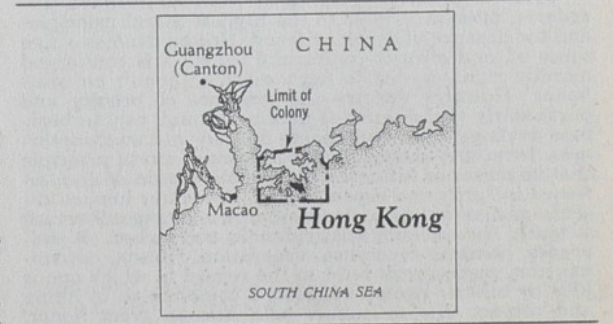 Guangzhou
(Canton)
CHINA
Limit of
Colony
Macao
Hong Kong
SOUTH CHINA SEA